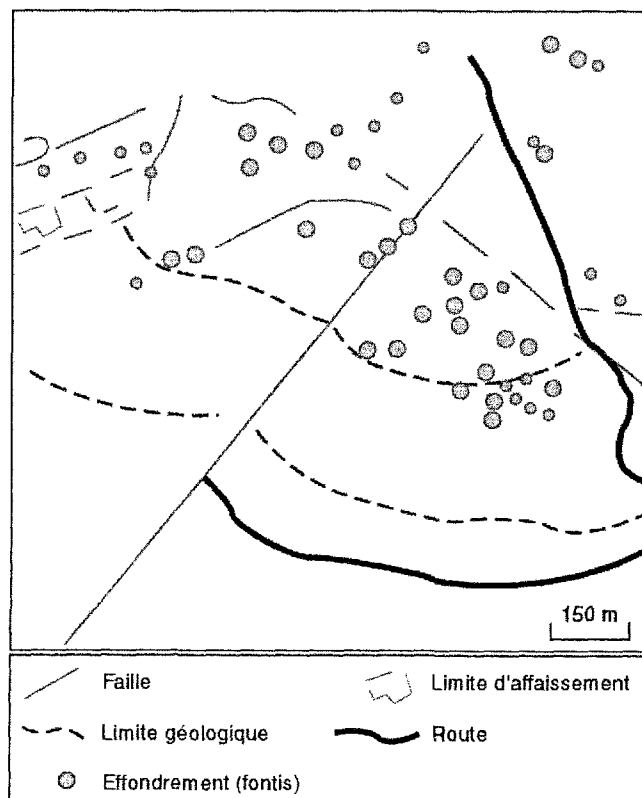 150 m
Faille
Limite d'affaissement
Limite géologique
Route
Effondrement (fontis)